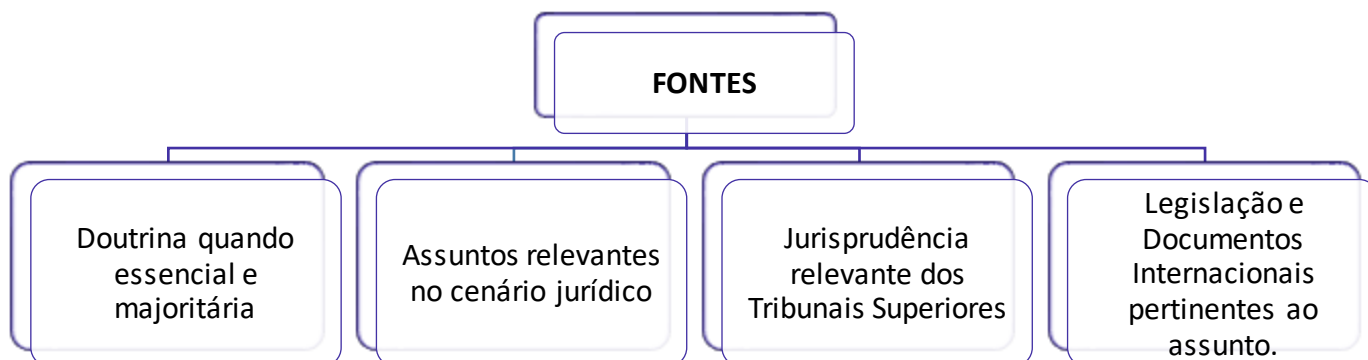 FONTES
Doutrina quando
essencial e
majoritária
Assuntos relevantes
no cenário jurídico
Jurisprudência
relevante dos
Tribunais Superiores
Legislação e
Documentos
Internacionais
pertinentes ao
assunto.